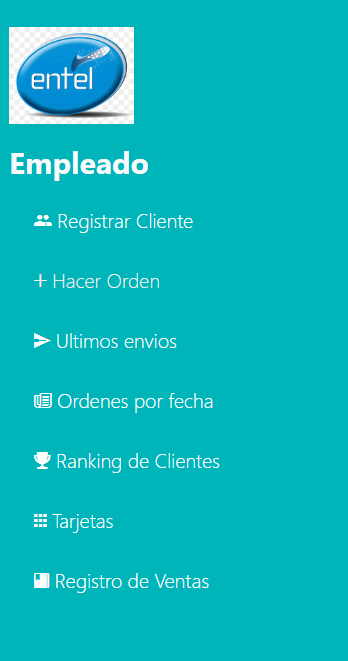 entel
Empleado
Registrar Cliente
Hacer Orden
Ultimos envios
Ordenes por fecha
Ranking de Clientes
Tarjetas
Registro de Ventas